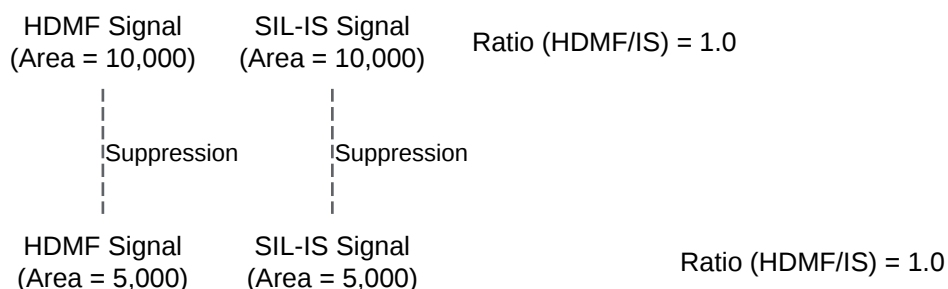 HDMF Signal
(Area = 10,000)
SIL-IS Signal
(Area = 10,000)
Ratio (HDMF/IS) = 1.0
Suppression
Suppression
HDMF Signal
(Area = 5,000)
SIL-IS Signal
(Area = 5,000)
Ratio (HDMF/IS) = 1.0